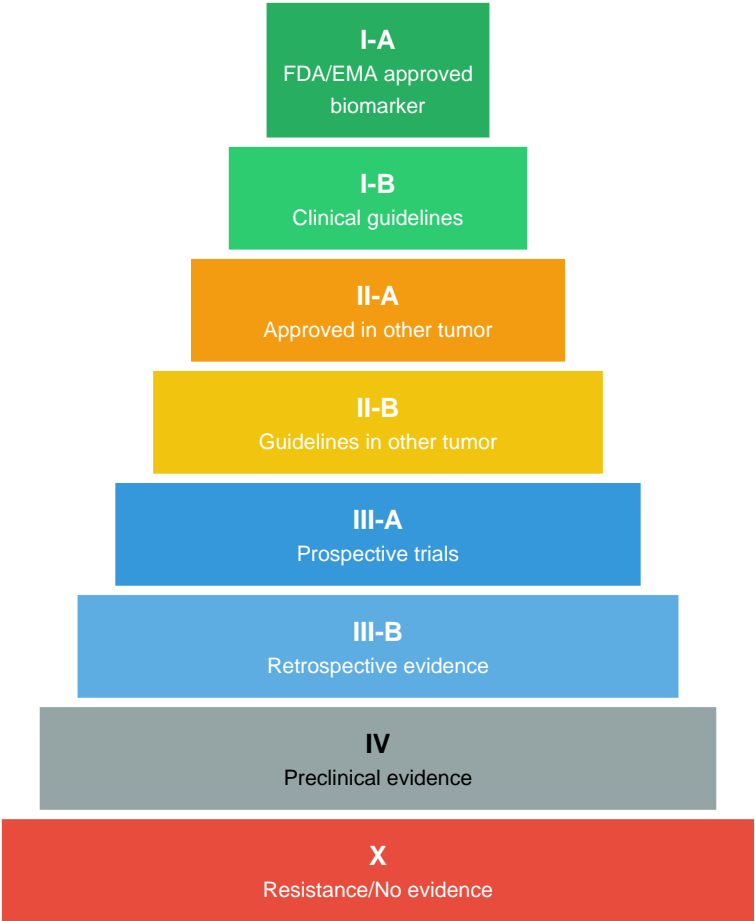 I-A
FDA/EMA approved
biomarker
I-B
Clinical guidelines
II-A
Approved in other tumor
II-B
Guidelines in other tumor
III-A
Prospective trials
III-B
Retrospective evidence
IV
Preclinical evidence
X
Resistance/No evidence